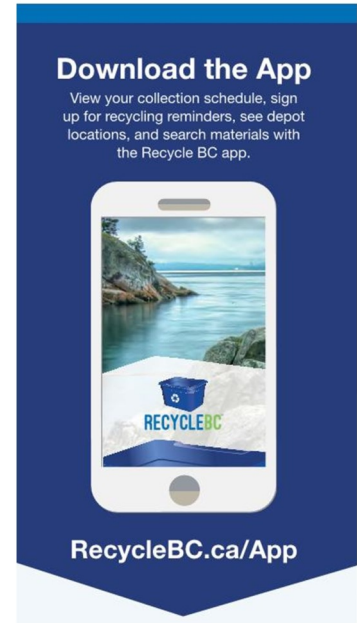 Download the App
View your collection schedule, sign
up for recycling reminders, see depot
locations, and search materials with
the Recycle BC app.
RECYCLEBC
RecycleBC.ca/App